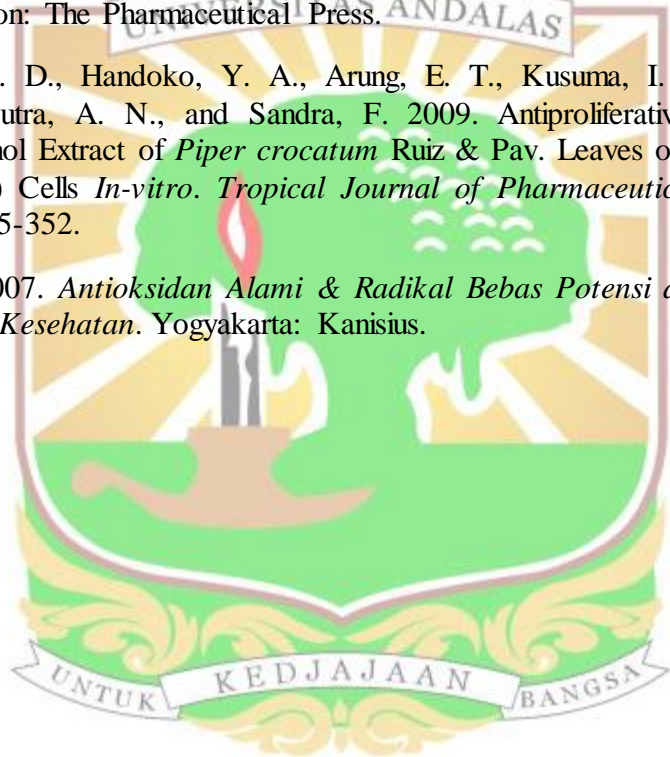 on: The Pharmaceutical Press.
UNIVERSITAS ANDALAS
. D., Handoko, Y. A., Arung, E. T., Kusuma, I.
utra, A. N., and Sandra, F. 2009. Antiproliferativ
nol Extract of Piper crocatum Ruiz & Pav. Leaves o
) Cells In-vitro. Tropical Journal of Pharmaceutic
5-352.
007. Antioksidan Alami & Radikal Bebas Potensi
Kesehatan. Yogyakarta: Kanisius.
UNTUK KEDJAJAAN BANGSA